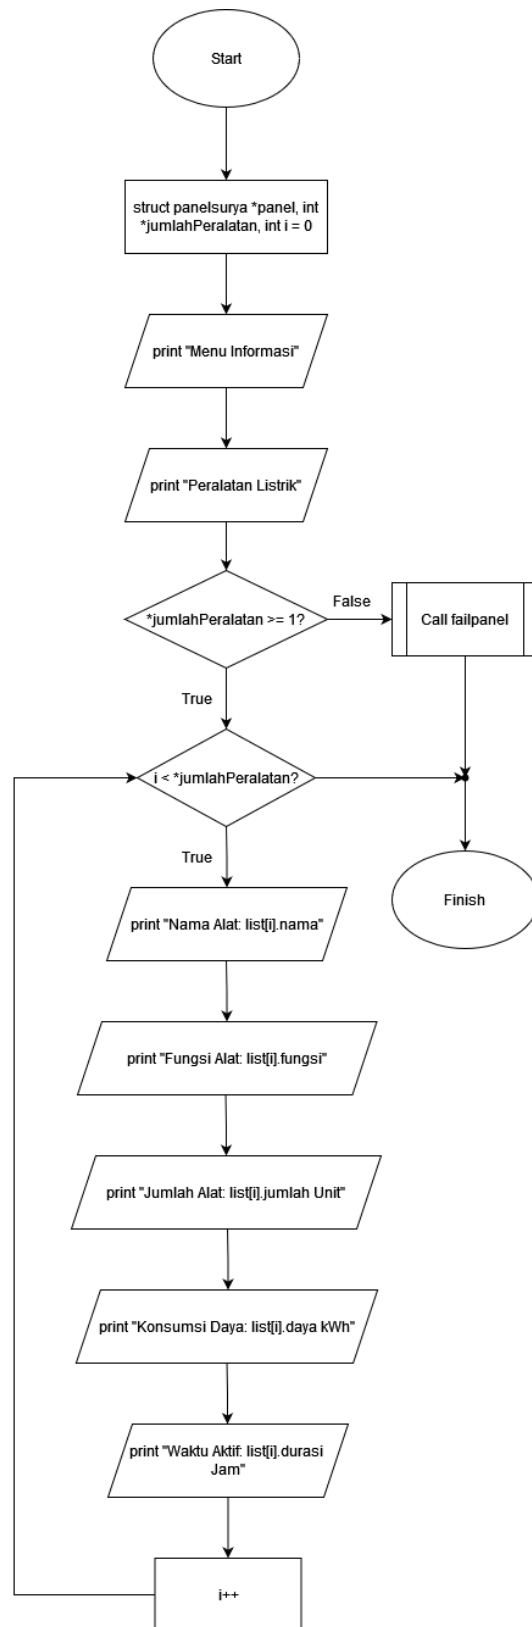 Start
struct panelsurya *panel, int
*jumlahPeralatan, int i = 0
print "Menu Informasi"
print "Peralatan Listrik"
*jumlahPeralatan >= 1?
False
Call failpanel
True
i < *jumlahPeralatan?
True
Finish
print "Nama Alat: list[i].nama"
print "Fungsi Alat: list[i].fungsi"
print "Jumlah Alat: list[i].jumlah Unit"
print "Konsumsi Daya: list[i].daya kWh"
print "Waktu Aktif: list[i].durasi
Jam"
i++